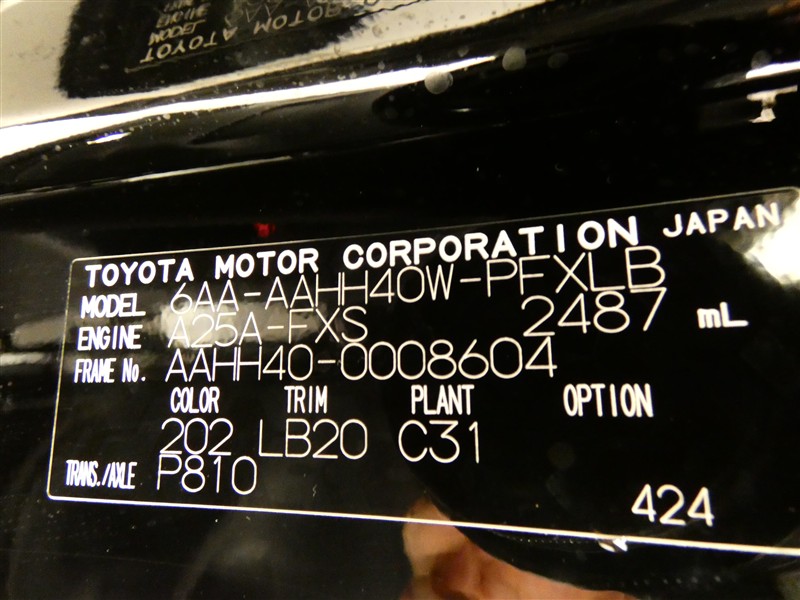 TOYOTA MOTOR CORPORATION JAPAN
MODEL 6AA-AAHH40W-PFXLB
ENGINE A25A-FXS 2487 mL
FRAME No. AAHH40-0008604
COLOR TRIM PLANT OPTION
202 LB20 C31
TRANS./AXLE P810
424